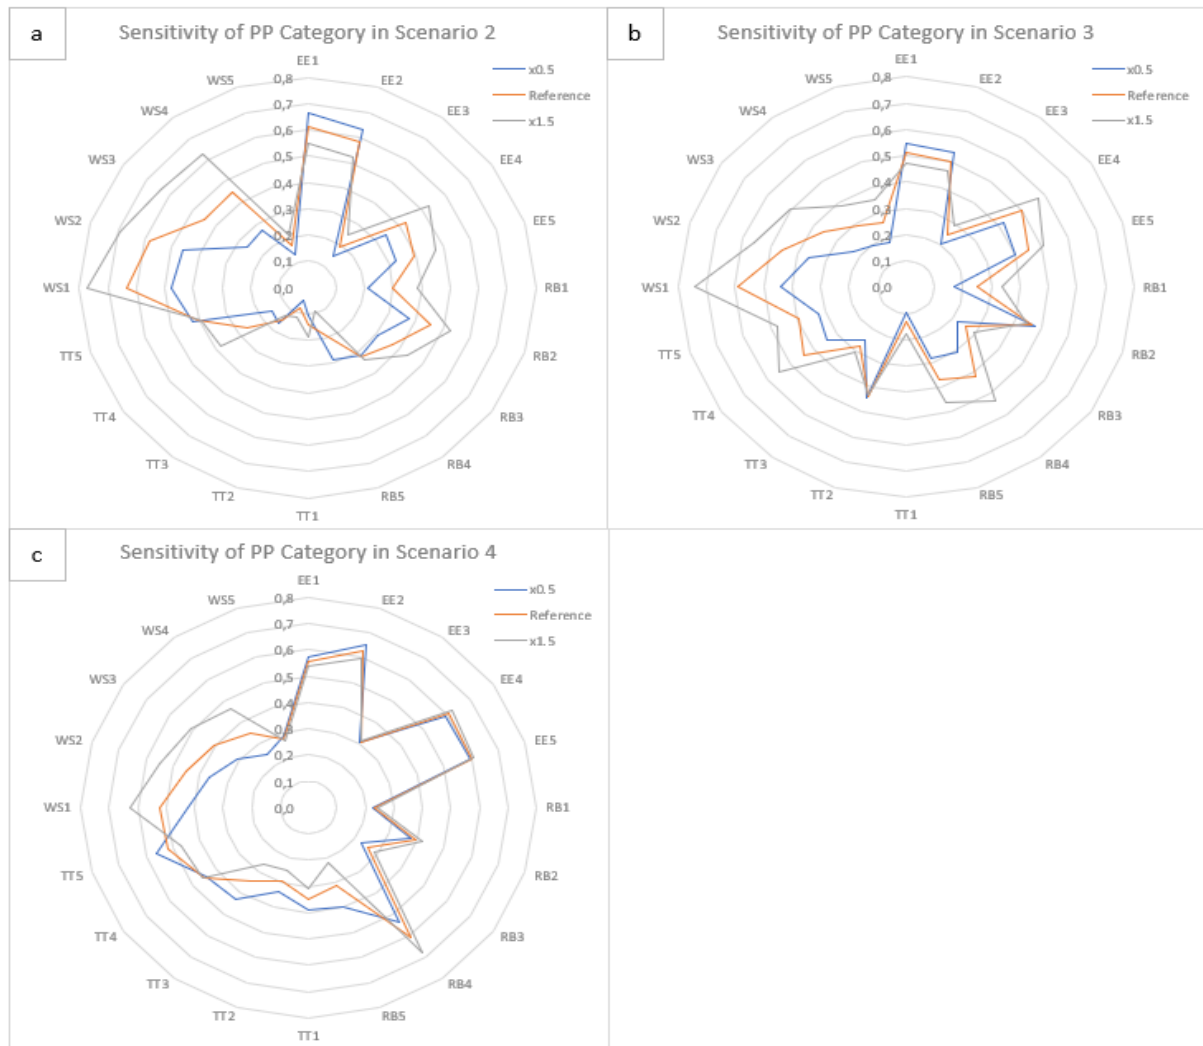 a
Sensitivity of PP Category in Scenario 2
EE1
EE2
EE3
EE4
EE5
RB1
RB2
RB3
RB4
RB5
TT1
TT2
TT3
TT4
TT5
WS1
WS2
WS3
WS4
WS5
0,8
0,7
0,6
0,5
0,4
0,3
0,2
0,1
0,0
x0.5
Reference
x1.5
b
Sensitivity of PP Category in Scenario 3
EE1
EE2
EE3
EE4
EE5
RB1
RB2
RB3
RB4
RB5
TT1
TT2
TT3
TT4
TT5
WS1
WS2
WS3
WS4
WS5
0,8
0,7
0,6
0,5
0,4
0,3
0,2
0,1
0,0
x0.5
Reference
x1.5
c
Sensitivity of PP Category in Scenario 4
EE1
EE2
EE3
EE4
EE5
RB1
RB2
RB3
RB4
RB5
TT1
TT2
TT3
TT4
TT5
WS1
WS2
WS3
WS4
WS5
0,8
0,7
0,6
0,5
0,4
0,3
0,2
0,1
0,0
x0.5
Reference
x1.5